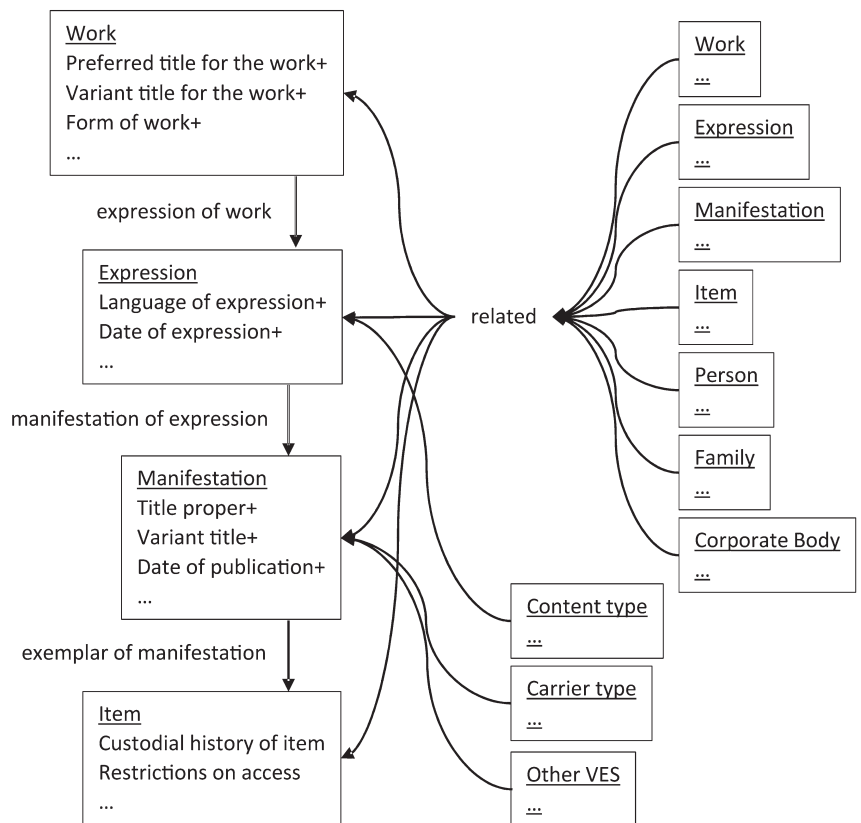 Work
Preferred title for the work+
Variant title for the work+
Form of work+
...
expression of work
Expression
Language of expression+
Date of expression+
...
manifestation of expression
Manifestation
Title proper+
Variant title+
Date of publication+
...
exemplar of manifestation
Item
Custodial history of item
Restrictions on access
...
related
Work
...
Expression
...
Manifestation
...
Item
...
Person
...
Family
...
Corporate Body
...
Content type
...
Carrier type
...
Other VES
...